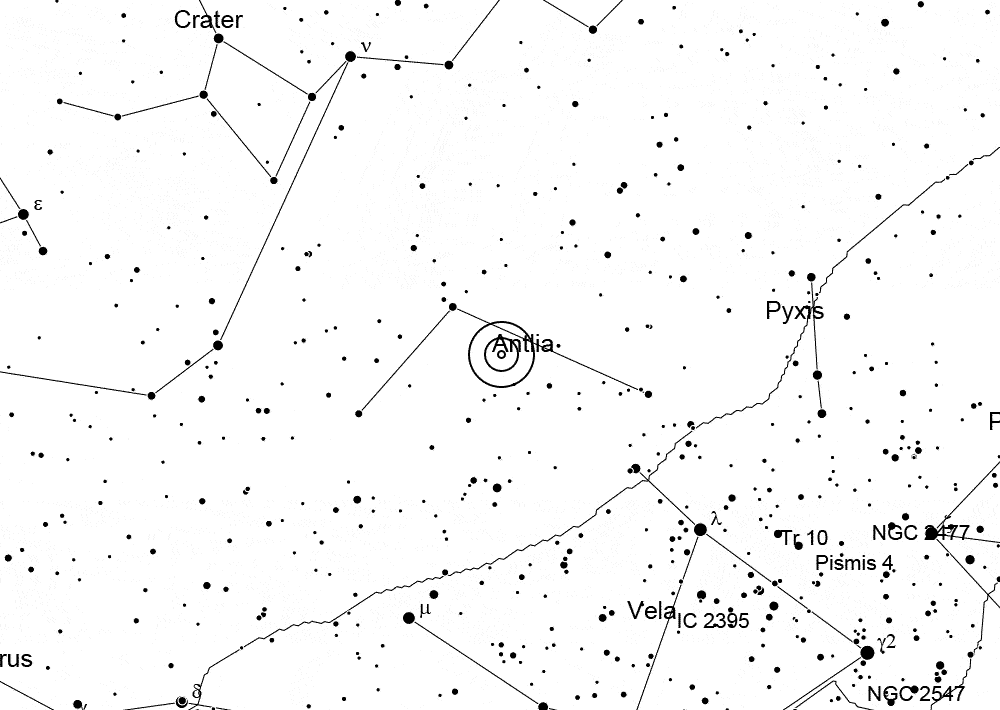 Crater
ν
ε
Pyxis
Antlia
P
λ
NGC 2477
Tr 10
Pismis 4
μ
Vela
IC 2395
γ2
rus
δ
NGC 2547